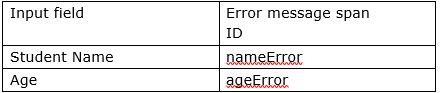 Input field Error message span
ID
Student Name nameError
Age ageError